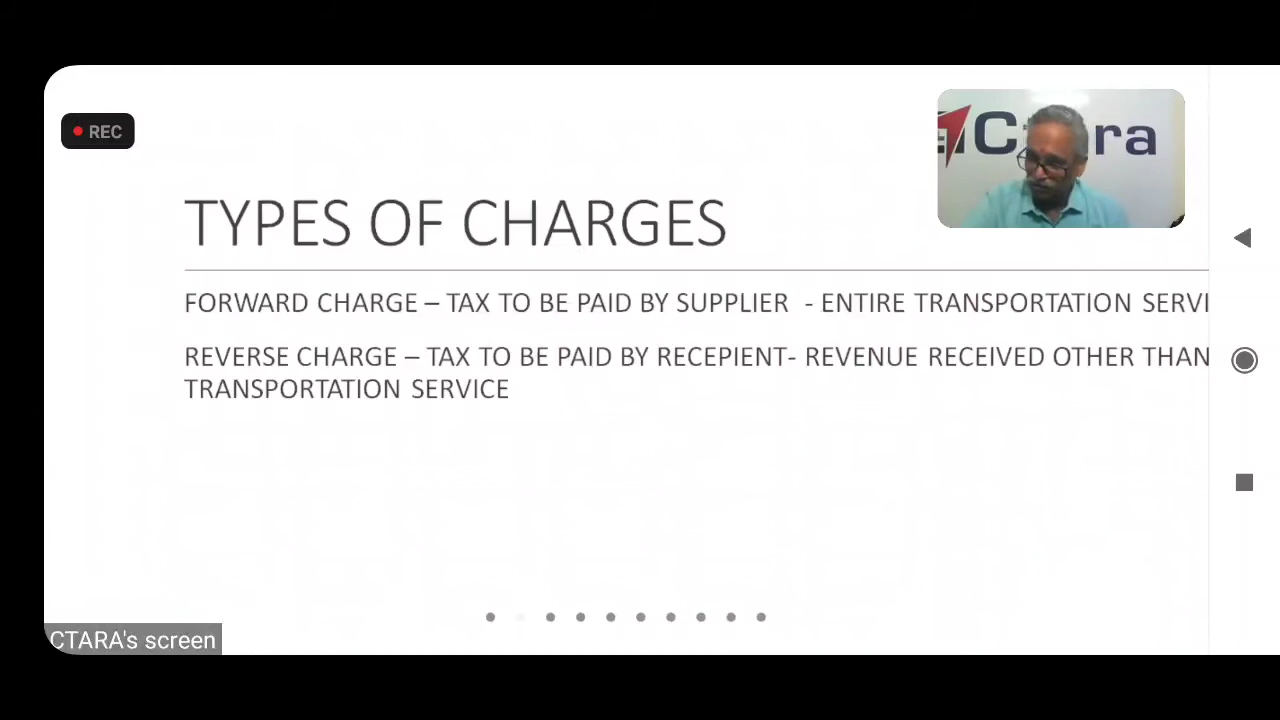 REC
Ctara
TYPES OF CHARGES
FORWARD CHARGE – TAX TO BE PAID BY SUPPLIER - ENTIRE TRANSPORTATION
REVERSE CHARGE – TAX TO BE PAID BY RECEPIENT- REVENUE RECEIVED OTHER THAN
TRANSPORTATION SERVICE
CTARA's screen